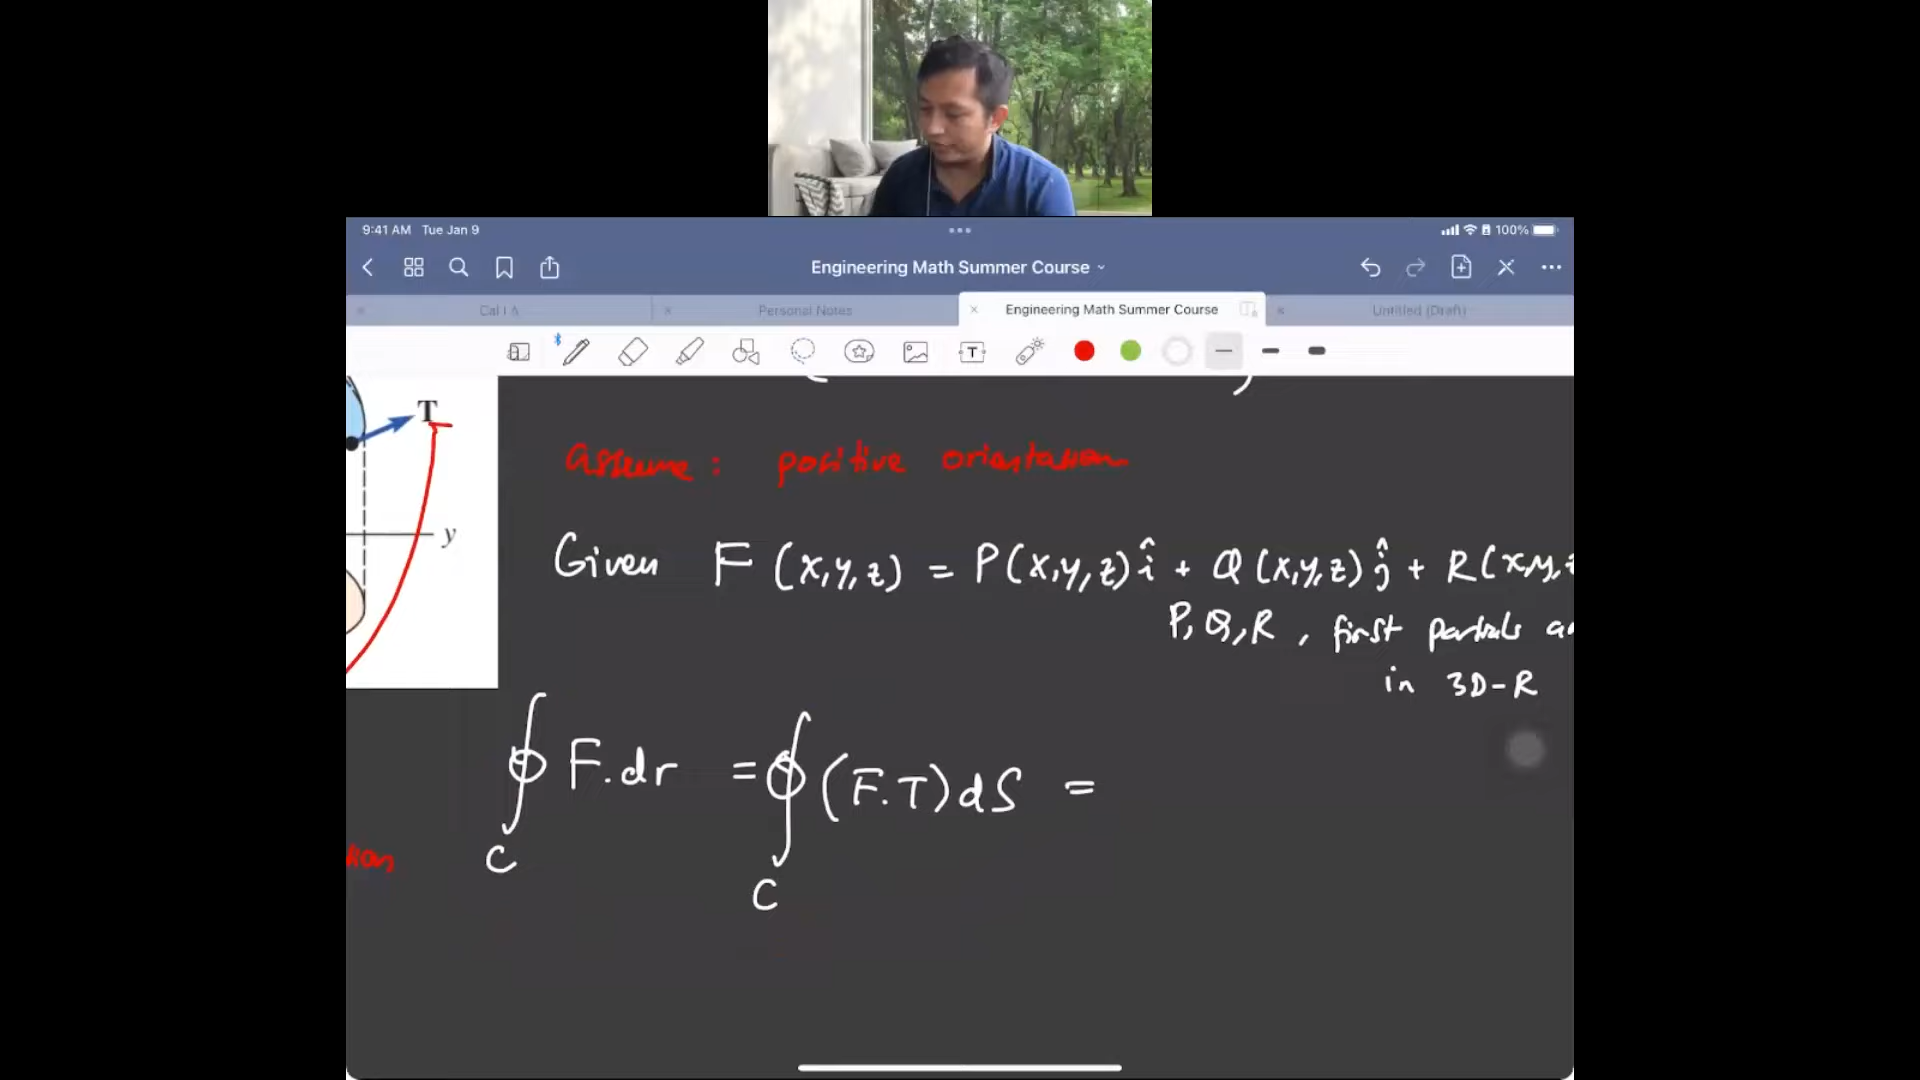 9:41 AM Tue Jan 9
100%
Engineering Math Summer Course
Cal I A
Personal Notes
Engineering Math Summer Course
Untitled (Draft)
T
T
Assume : positive orientation
y
Given F (x,y,z) = P(x,y,z) î + Q(x,y,z) ĵ + R(x,y,z
P, Q, R , first partials
in 3D-R
∮ F.dr = ∮ (F.T)dS =
C
C